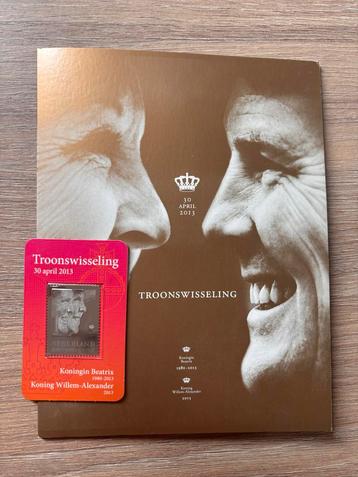 30
APRIL
2013
TROONSWISSELING
Koningin
Beatrix
1980-2013
Koning
Willem-Alexander
2013
Troonswisseling
30 april 2013
NEDERLAND
Koningin Beatrix
1980-2013
Koning Willem-Alexander
2013